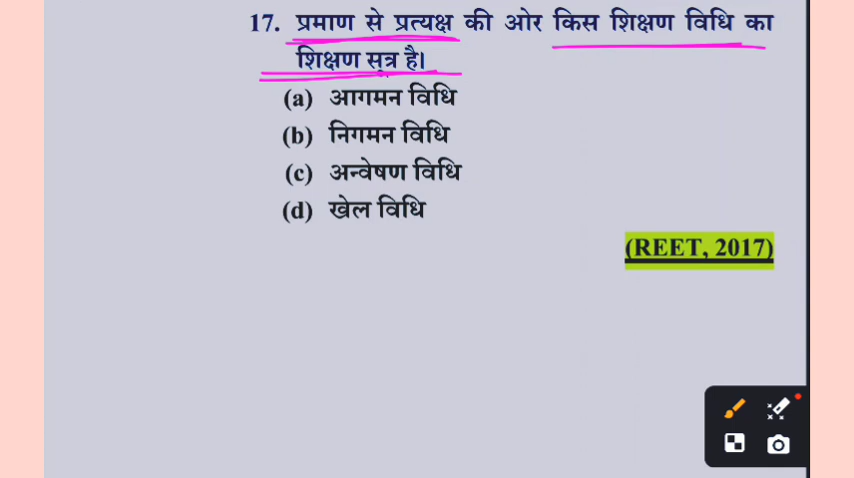 17. प्रमाण से प्रत्यक्ष की ओर किस शिक्षण विधि का
शिक्षण सूत्र है।
(a) आगमन विधि
(b) निगमन विधि
(c) अन्वेषण विधि
(d) खेल विधि
(REET, 2017)